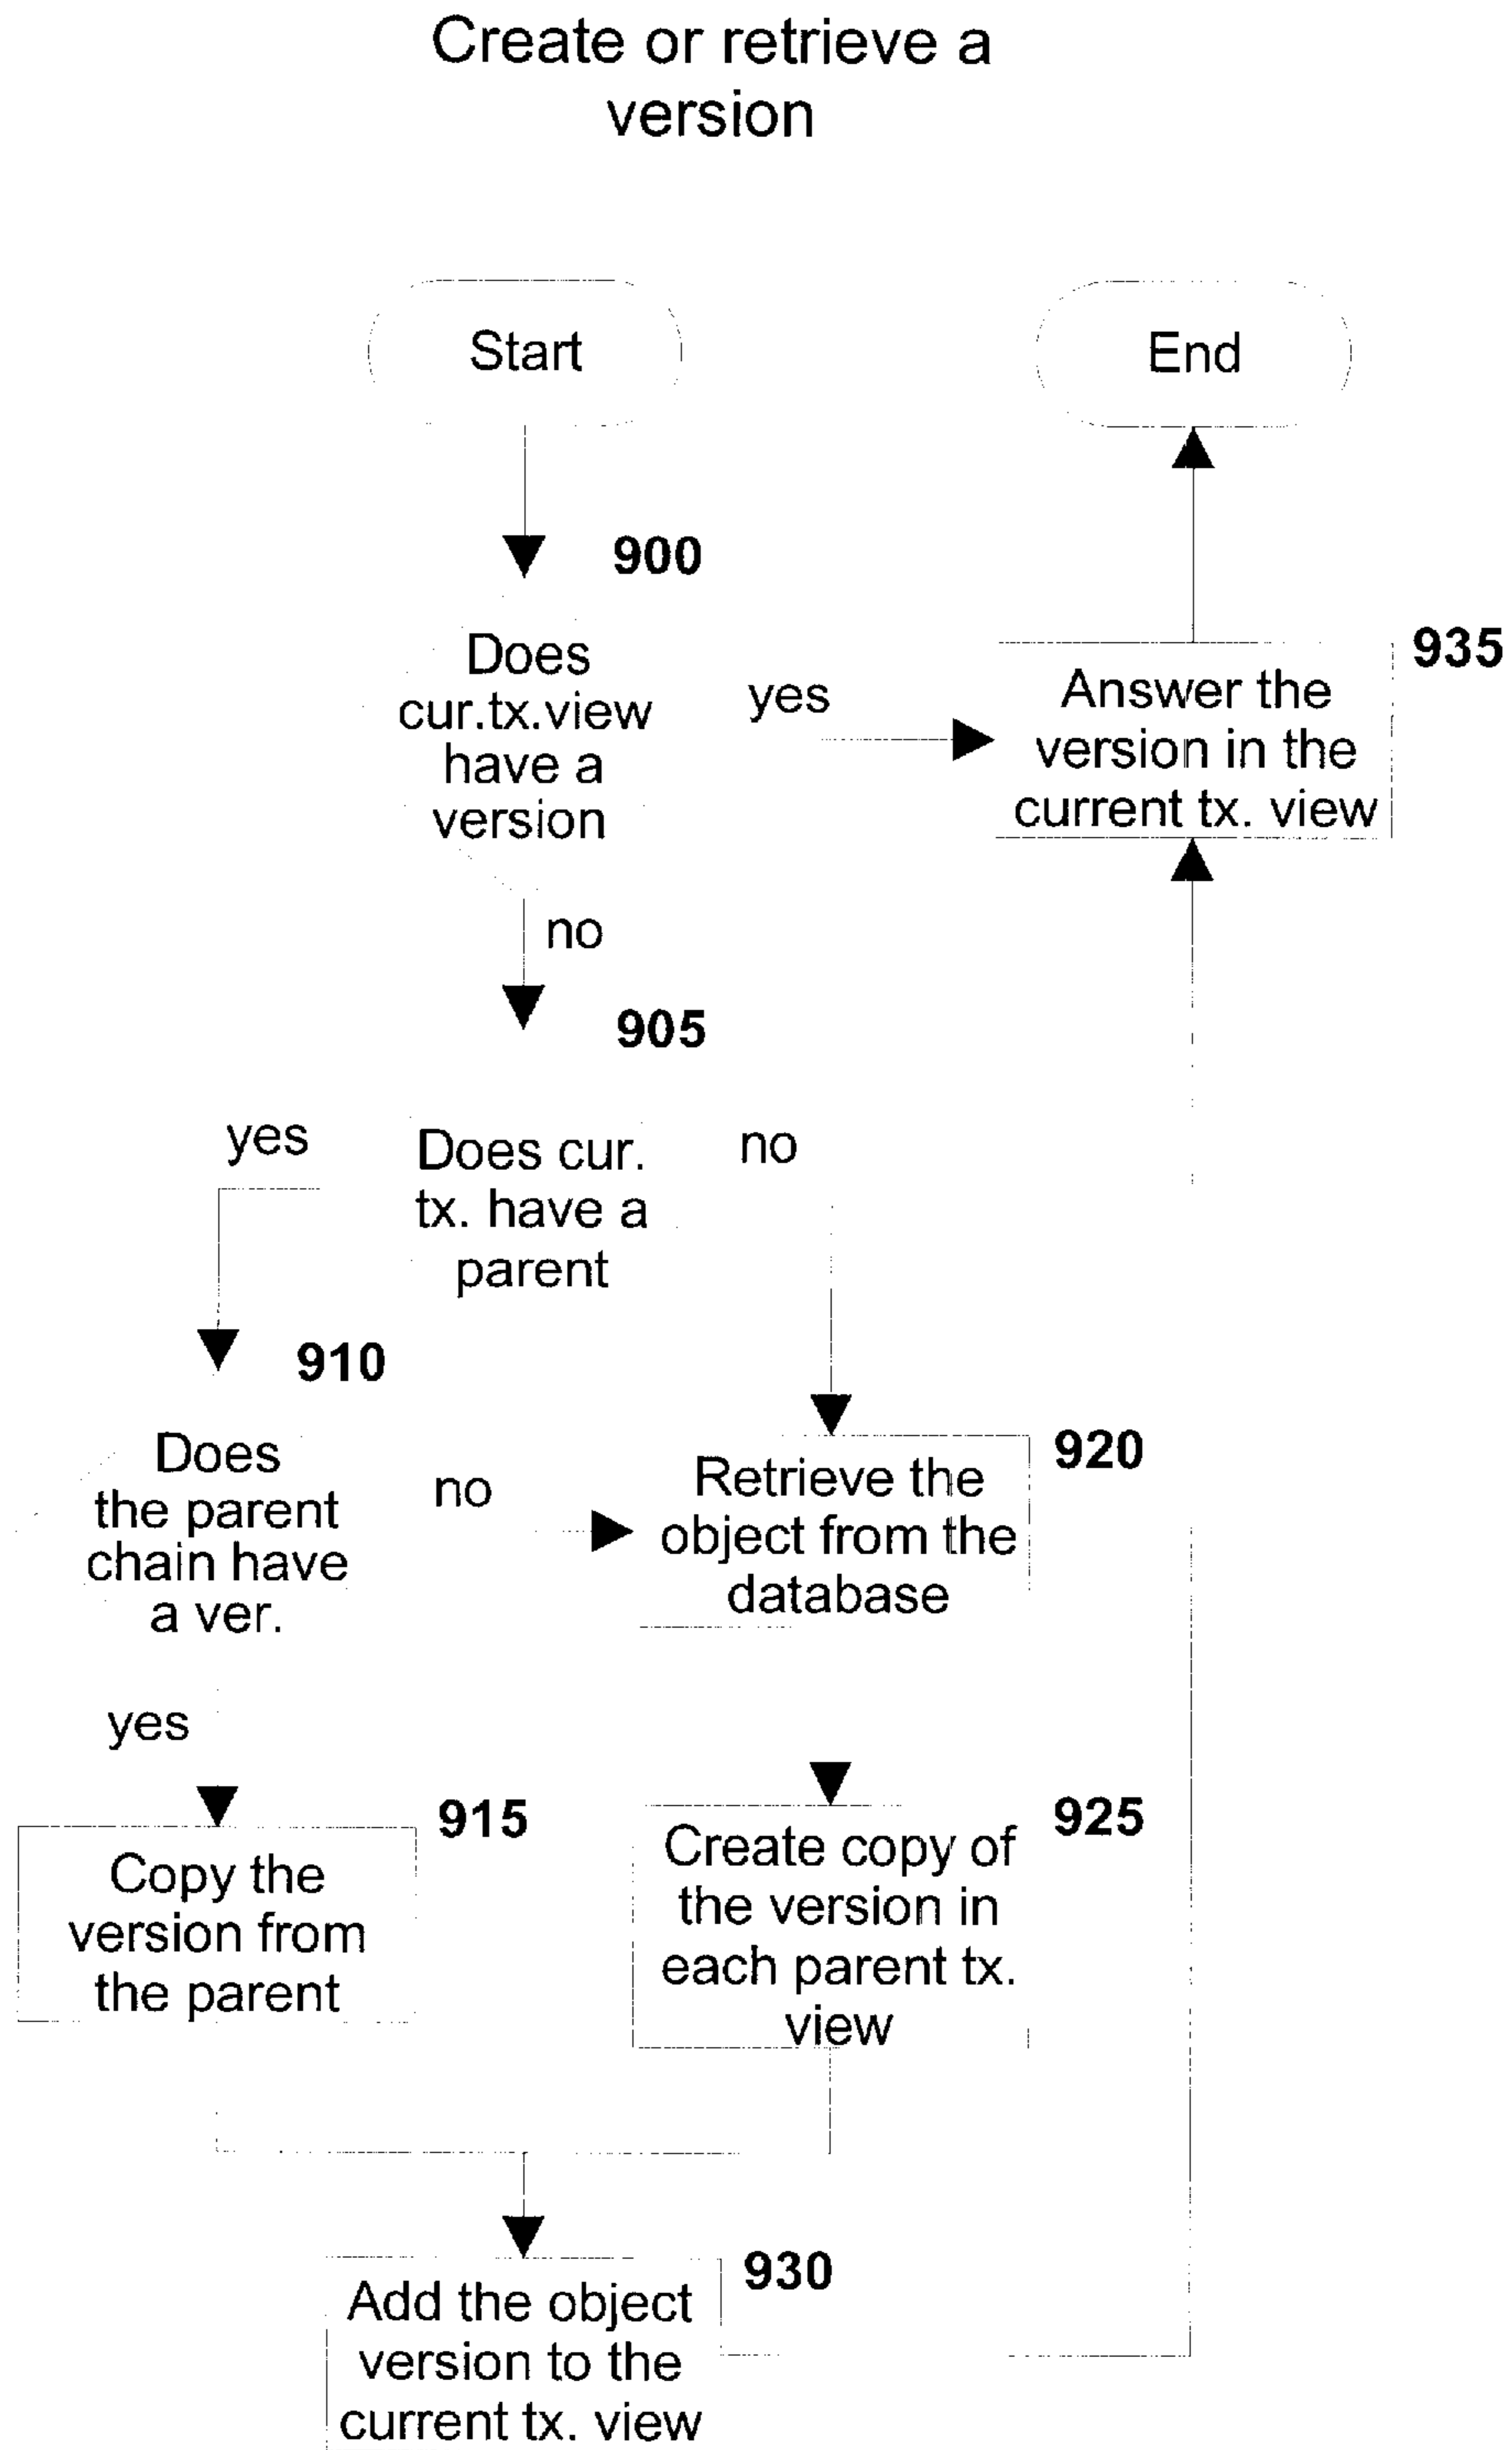 Create or retrieve a
version
Start
End
900
Does
cur.tx.view
have a
version
yes
935
Answer the
version in the
current tx. view
no
905
yes
Does cur.
tx. have a
parent
no
910
Does
the parent
chain have
a ver.
no
920
Retrieve the
object from the
database
yes
915
Copy the
version from
the parent
925
Create copy of
the version in
each parent tx.
view
930
Add the object
version to the
current tx. view